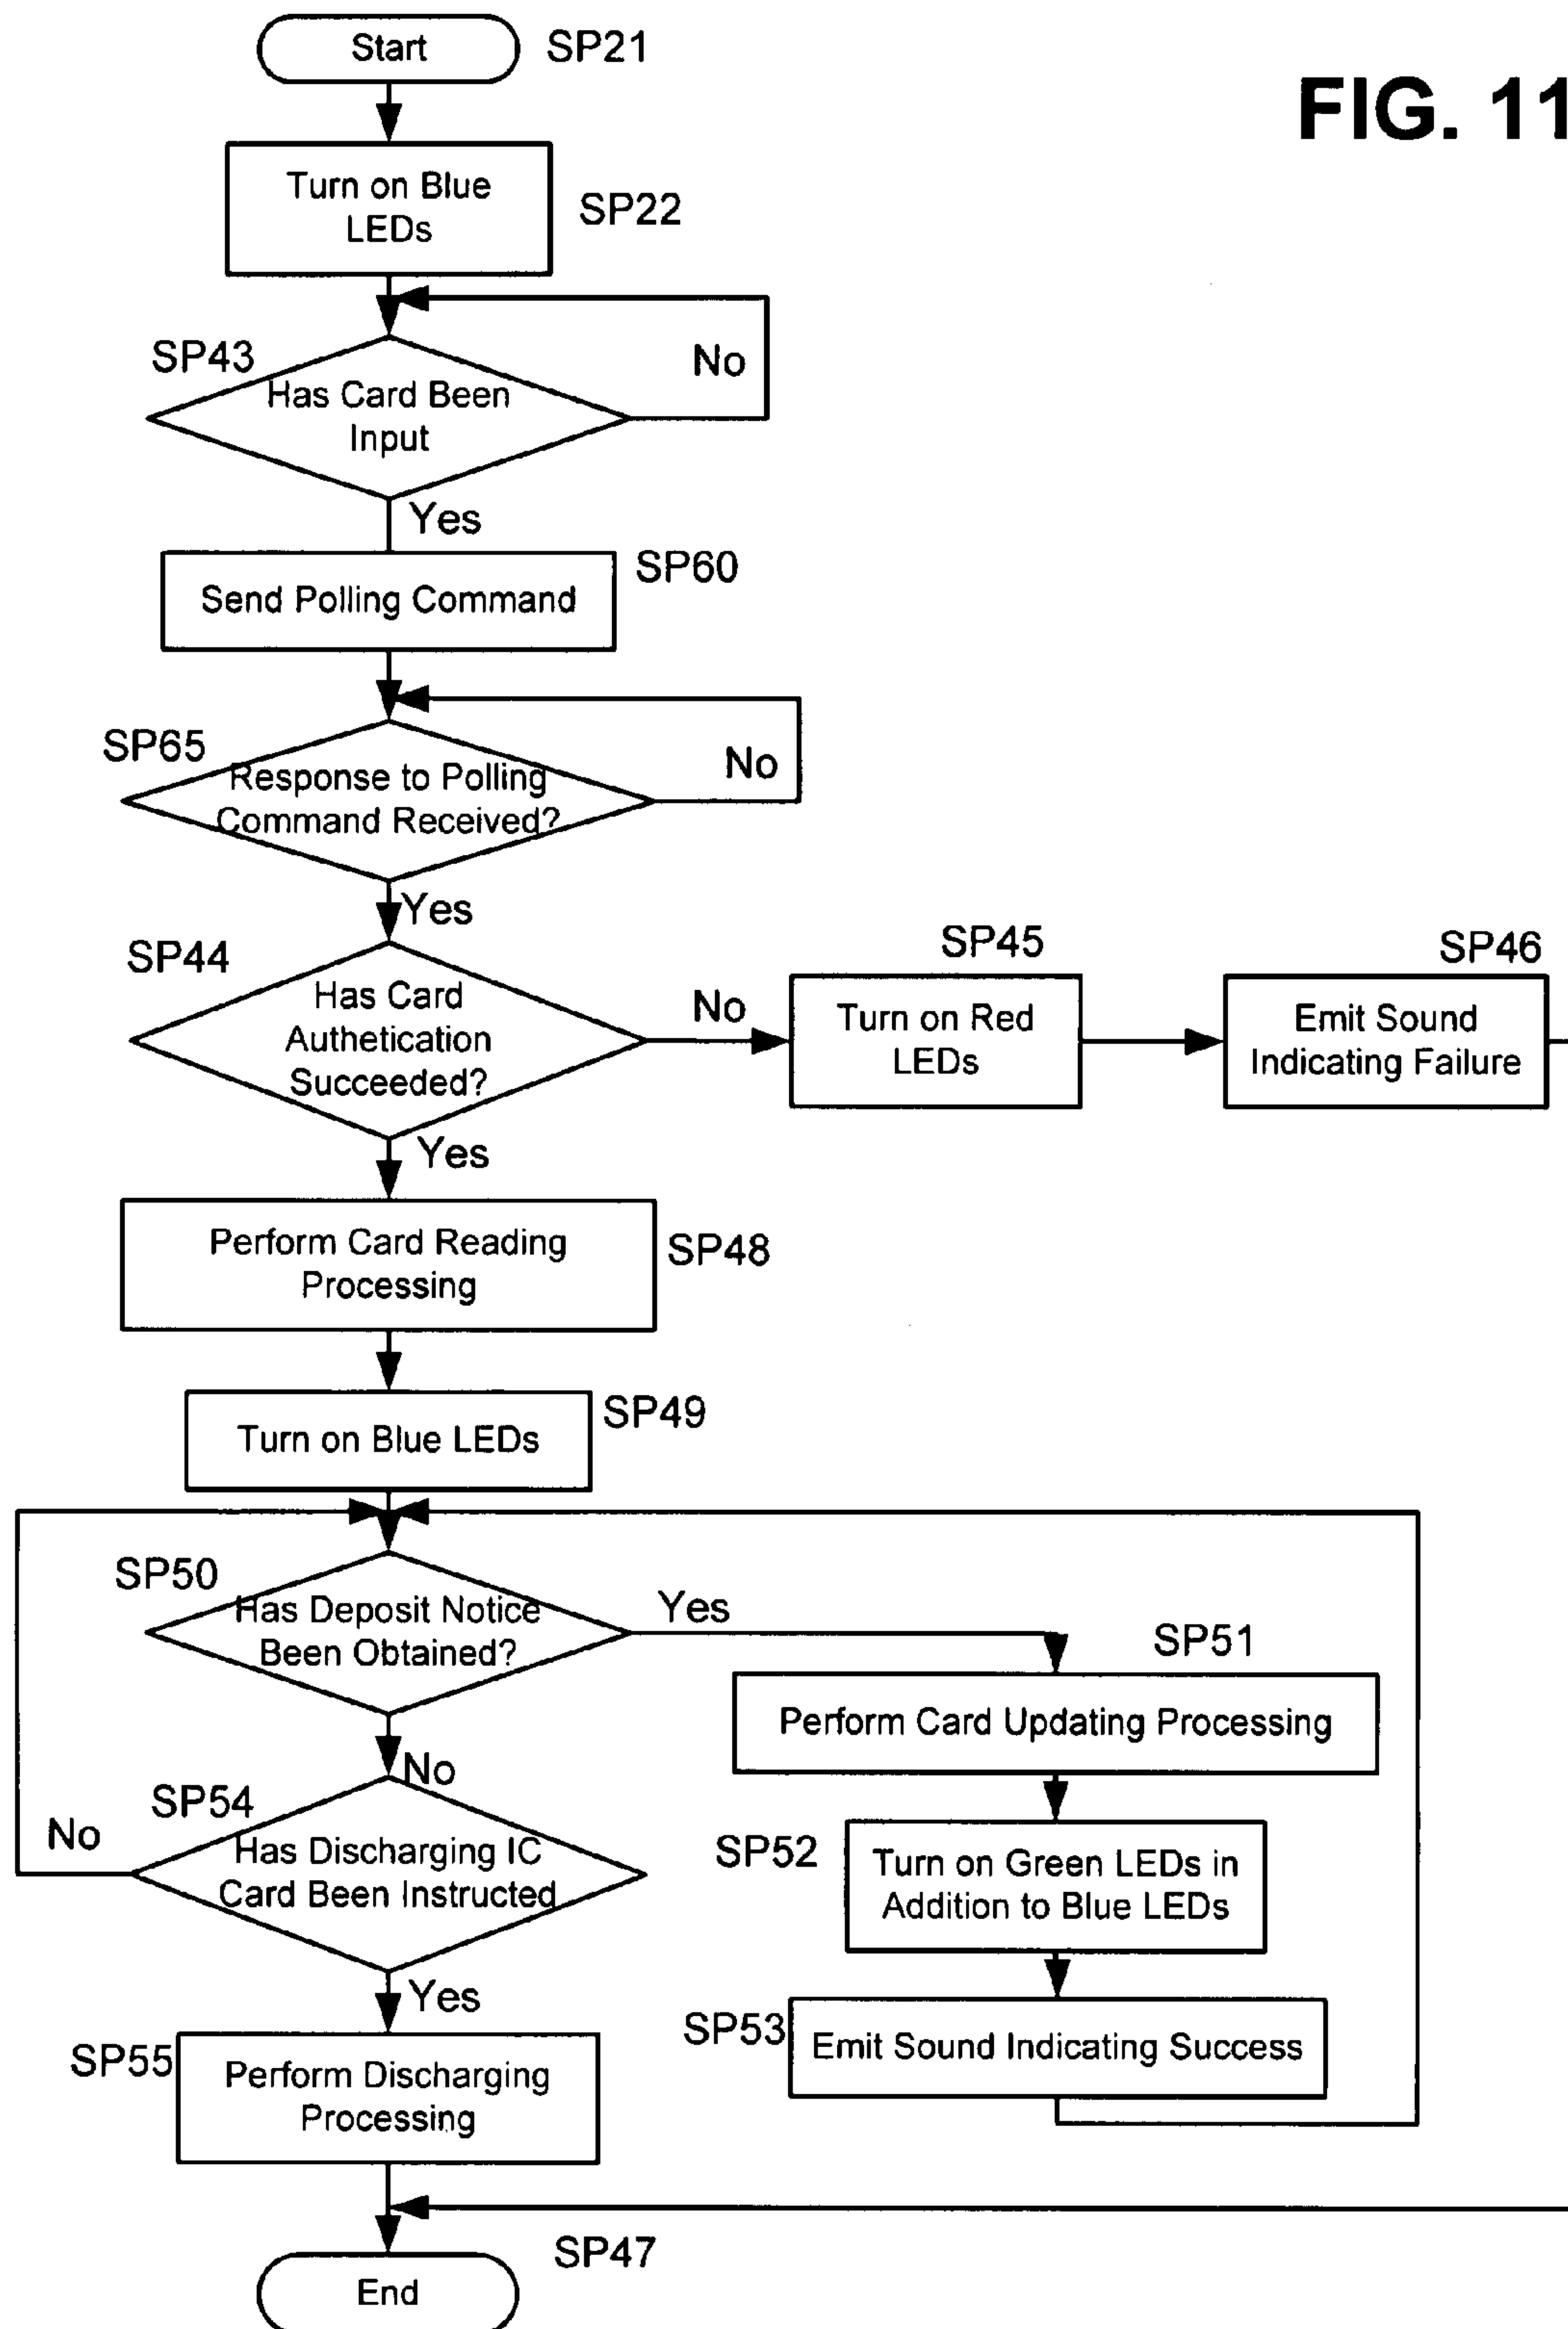 Start
SP21
FIG. 11
Turn on Blue
LEDs
SP22
SP43
No
Has Card Been
Input
Yes
SP60
Send Polling Command
SP65
No
Response to Polling
Command Received?
Yes
SP44
Has Card
Authetication
Succeeded?
No
SP45
Turn on Red
LEDs
SP46
Emit Sound
Indicating Failure
Yes
Perform Card Reading
Processing
SP48
SP49
Turn on Blue LEDs
SP50
Has Deposit Notice
Been Obtained?
Yes
SP51
Perform Card Updating Processing
No
SP54
No
Has Discharging IC
Card Been Instructed
SP52
Turn on Green LEDs in
Addition to Blue LEDs
Yes
SP53
Emit Sound Indicating Success
SP55
Perform Discharging
Processing
SP47
End